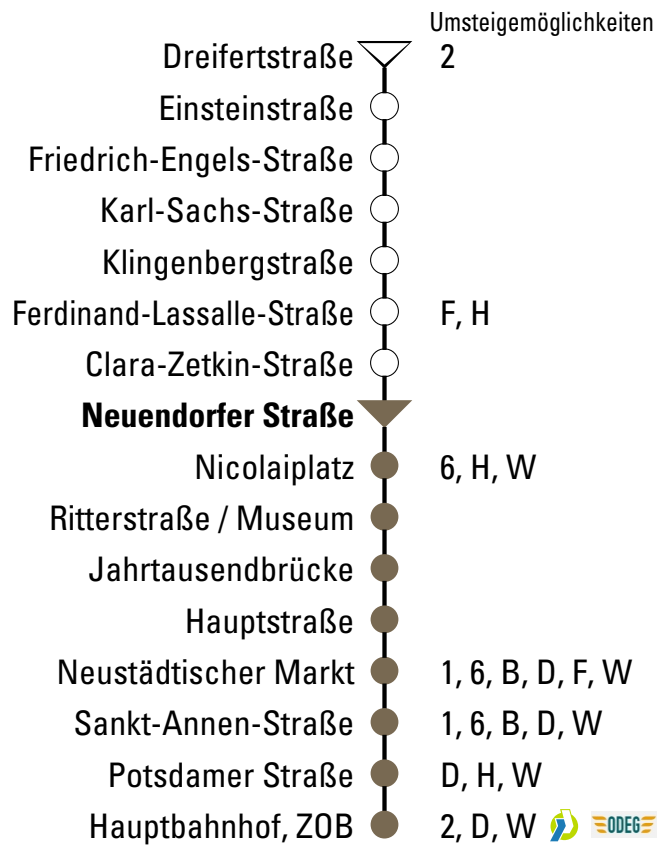 Umsteigemöglichkeiten
Dreifertstraße 2
Einsteinstraße
Friedrich-Engels-Straße
Karl-Sachs-Straße
Klingenbergstraße
Ferdinand-Lassalle-Straße F, H
Clara-Zetkin-Straße
Neuendorfer Straße
Nicolaiplatz 6, H, W
Ritterstraße / Museum
Jahrtausendbrücke
Hauptstraße
Neustädtischer Markt 1, 6, B, D, F, W
Sankt-Annen-Straße 1, 6, B, D, W
Potsdamer Straße D, H, W
Hauptbahnhof, ZOB 2, D, W ODEG